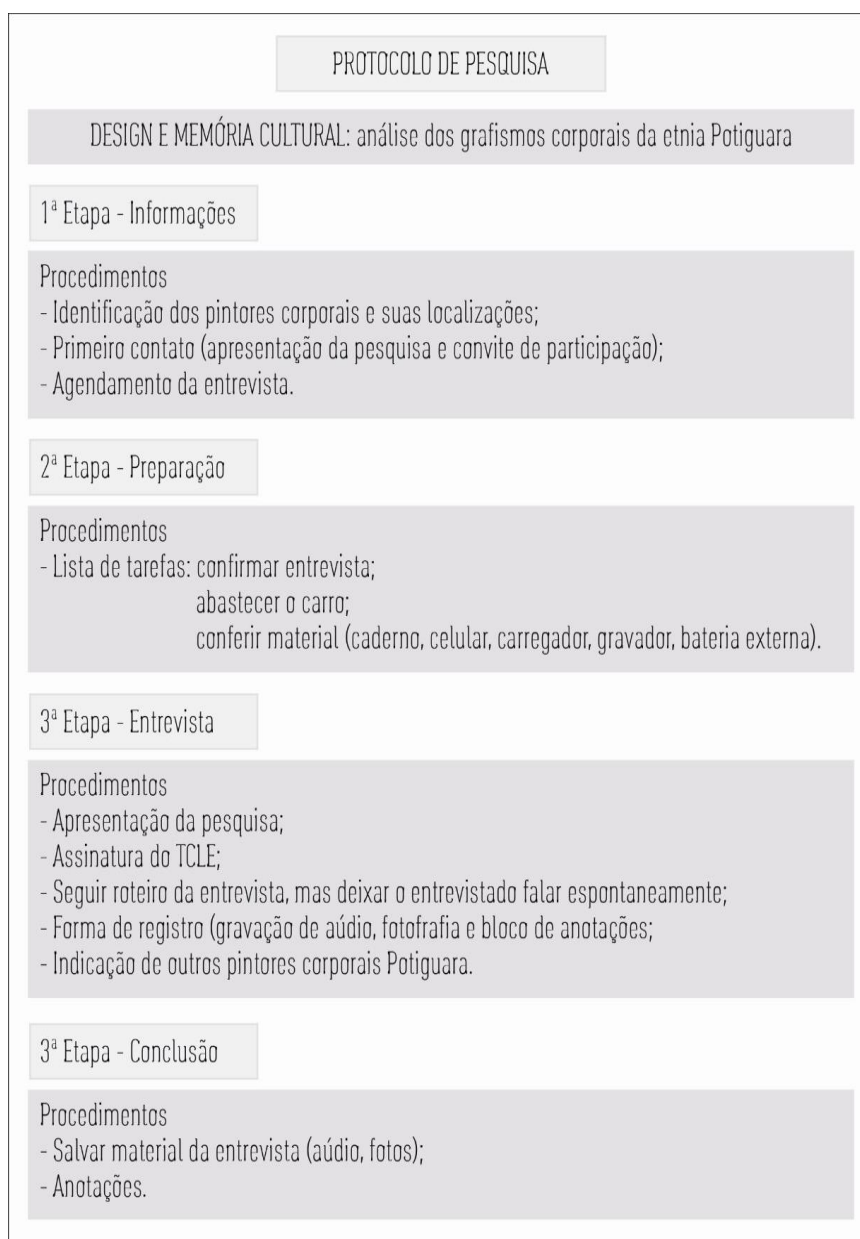 PROTOCOLO DE PESQUISA
DESIGN E MEMÓRIA CULTURAL: análise dos grafismos corporais da etnia Potiguara
1ª Etapa - Informações
Procedimentos
- Identificação dos pintores corporais e suas localizações;
- Primeiro contato (apresentação da pesquisa e convite de participação);
- Agendamento da entrevista.
2ª Etapa - Preparação
Procedimentos
- Lista de tarefas: confirmar entrevista;
abastecer o carro;
conferir material (caderno, celular, carregador, gravador, bateria externa).
3ª Etapa - Entrevista
Procedimentos
- Apresentação da pesquisa;
- Assinatura do TCLE;
- Seguir roteiro da entrevista, mas deixar o entrevistado falar espontaneamente;
- Forma de registro (gravação de aúdio, fotofrafia e bloco de anotações;
- Indicação de outros pintores corporais Potiguara.
3ª Etapa - Conclusão
Procedimentos
- Salvar material da entrevista (aúdio, fotos);
- Anotações.